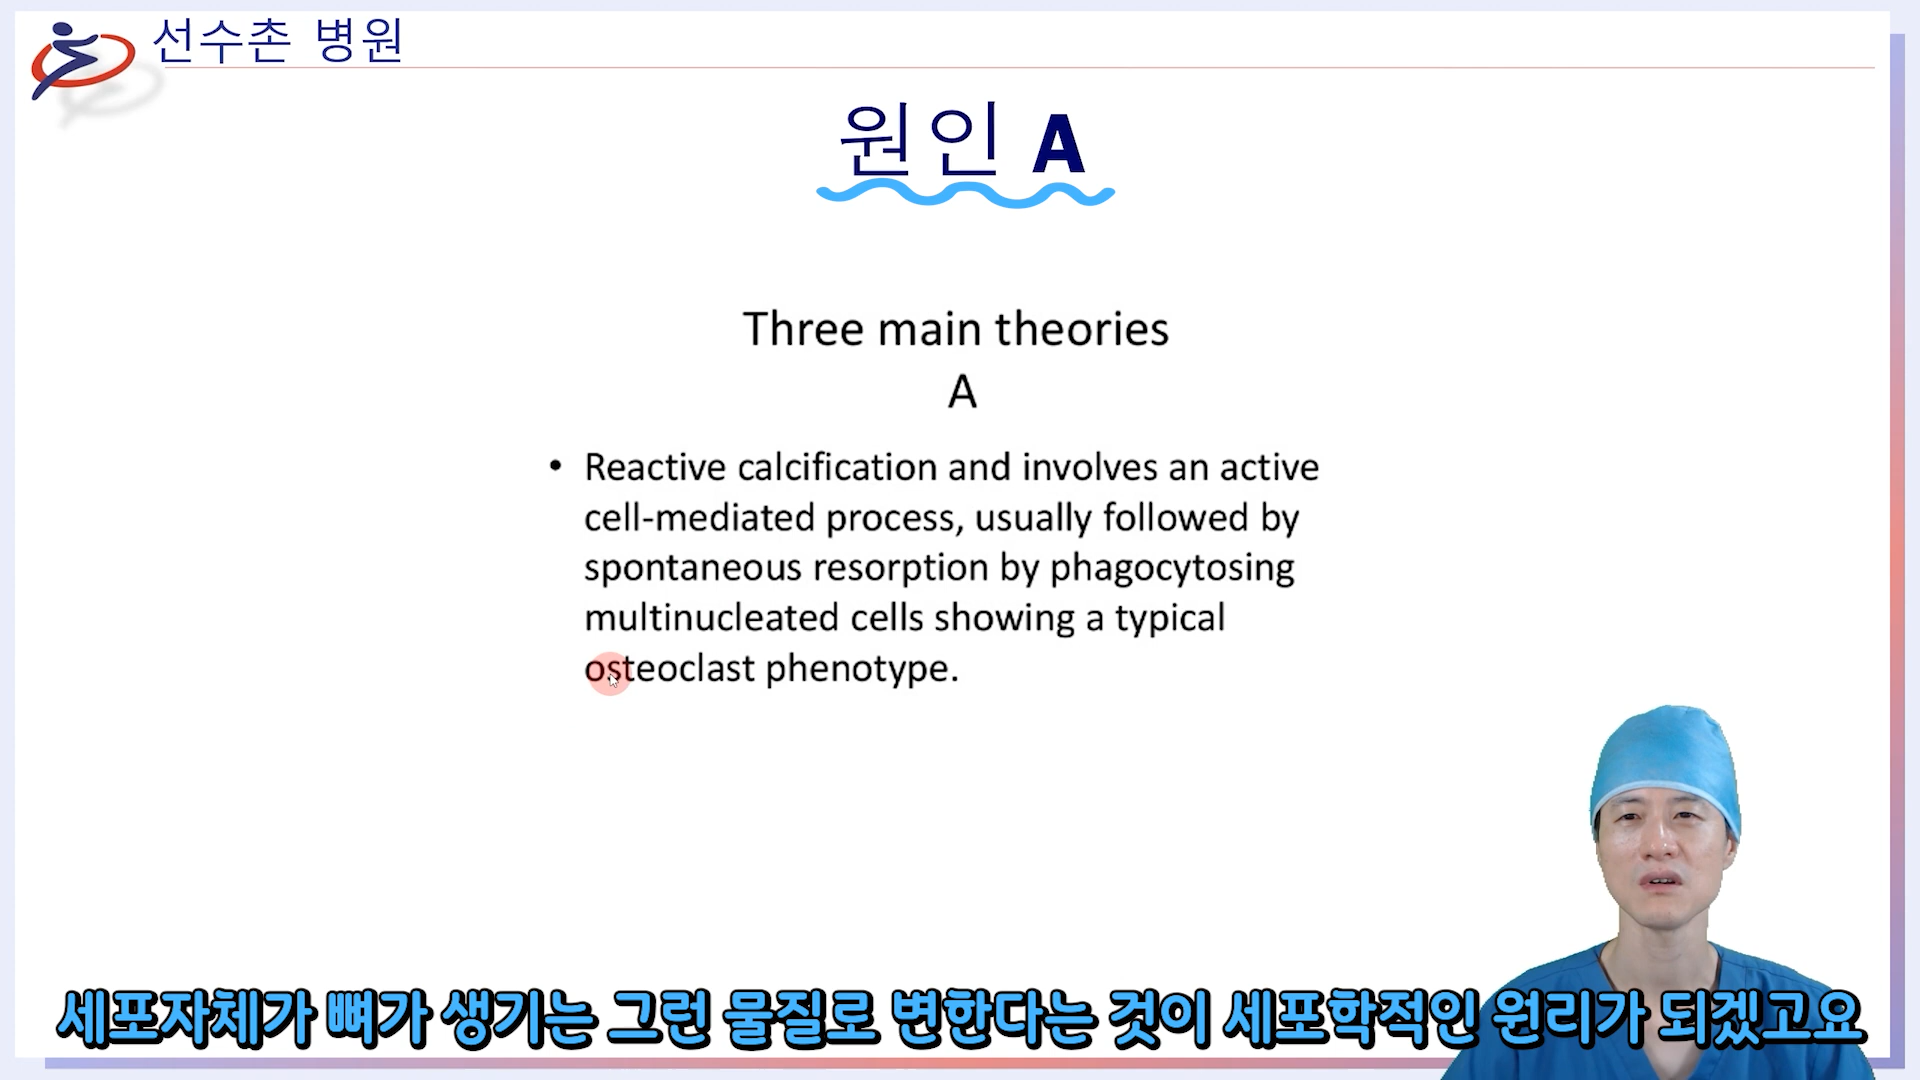 선수촌 병원
원인 A
Three main theories
A
• Reactive calcification and involves an active
cell-mediated process, usually followed by
spontaneous resorption by phagocytosing
multinucleated cells showing a typical
osteoclast phenotype.
세포자체가 뼈가 생기는 그런 물질로 변한다는 것이 세포학적인 원리가 되겠고요